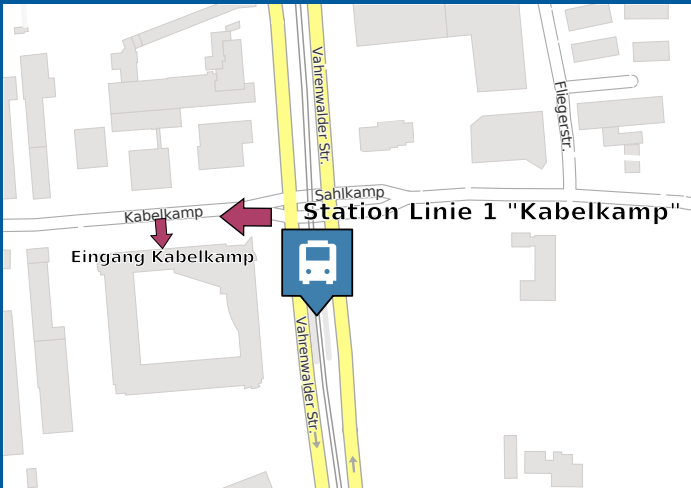 Vahrenwalder Str.
Fliegerstr.
Sahlkamp
Kabelkamp
Station Linie 1 "Kabelkamp"
Eingang Kabelkamp
Vahrenwalder Str.